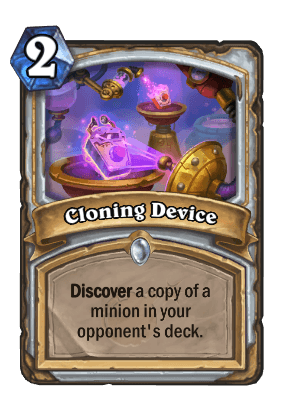 2
Cloning Device
Discover a copy of a
minion in your
opponent's deck.